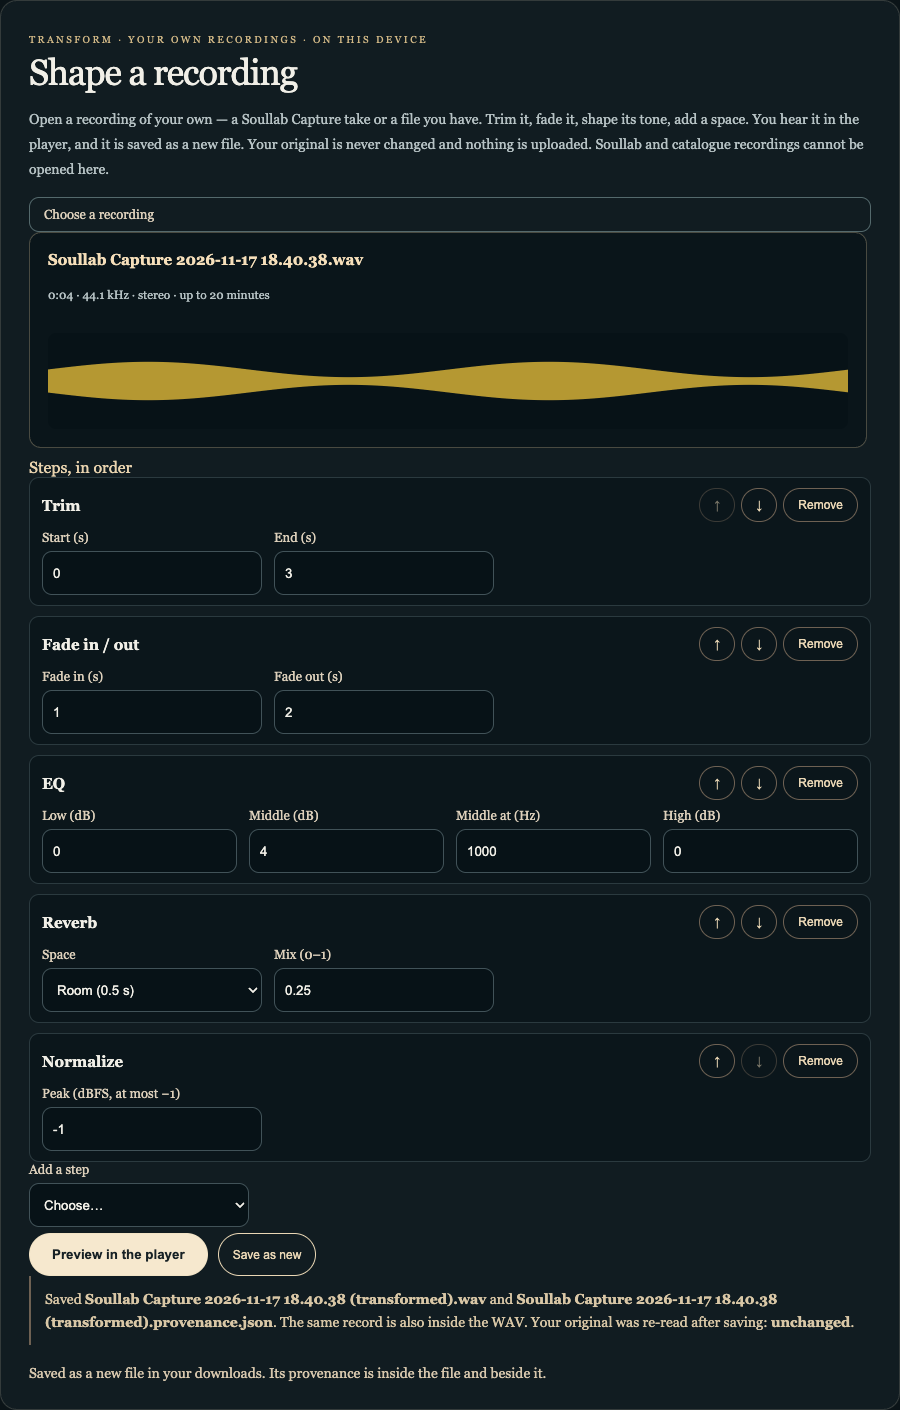 TRANSFORM · YOUR OWN RECORDINGS · ON THIS DEVICE
Shape a recording
Open a recording of your own — a Soullab Capture take or a file you have. Trim it, fade it, shape its tone, add a space. You hear it in the
player, and it is saved as a new file. Your original is never changed and nothing is uploaded. Soullab and catalogue recordings cannot be
opened here.
Choose a recording
Soullab Capture 2026-11-17 18.40.38.wav
0:04 · 44.1 kHz · stereo · up to 20 minutes
Steps, in order
Trim ↑ ↓ Remove
Start (s) End (s)
0 3
Fade in / out ↑ ↓ Remove
Fade in (s) Fade out (s)
1 2
EQ ↑ ↓ Remove
Low (dB) Middle (dB) Middle at (Hz) High (dB)
0 4 1000 0
Reverb ↑ ↓ Remove
Space Mix (0–1)
Room (0.5 s) 0.25
Normalize ↑ ↓ Remove
Peak (dBFS, at most −1)
-1
Add a step
Choose…
Preview in the player Save as new
Saved Soullab Capture 2026-11-17 18.40.38 (transformed).wav and Soullab Capture 2026-11-17 18.40.38
(transformed).provenance.json. The same record is also inside the WAV. Your original was re-read after saving: unchanged.
Saved as a new file in your downloads. Its provenance is inside the file and beside it.